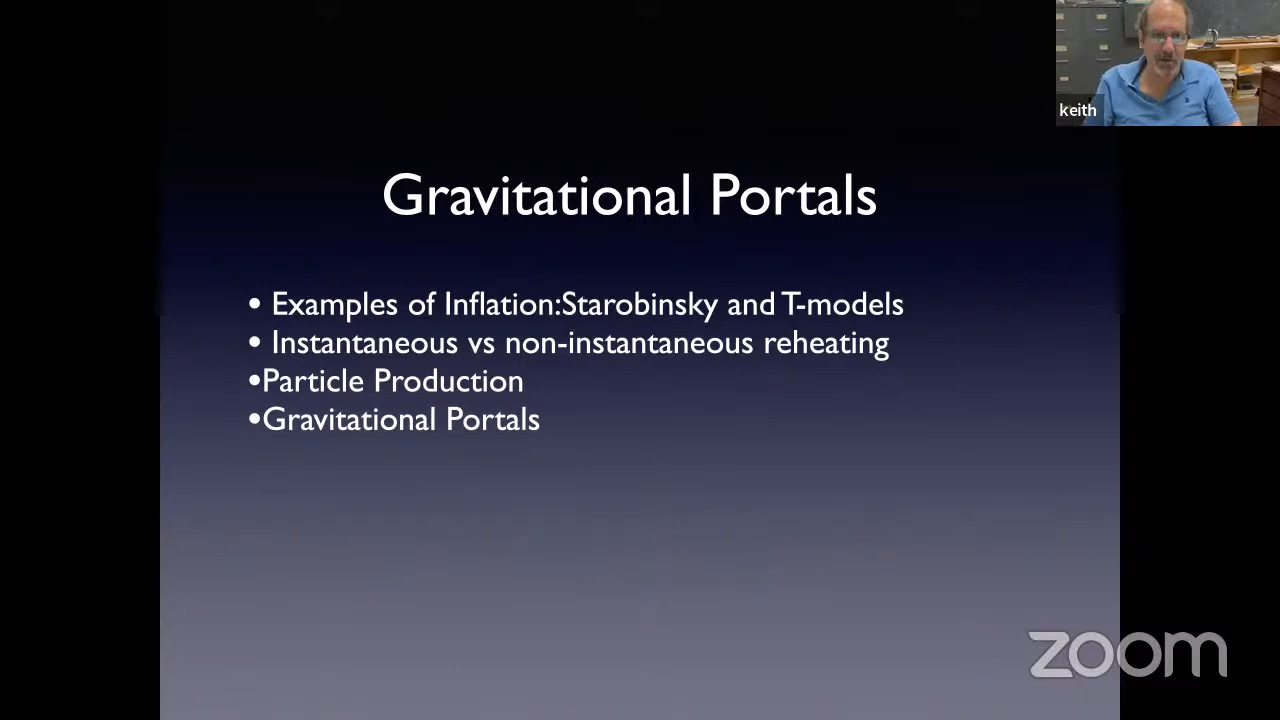 keith
Gravitational Portals
• Examples of Inflation:Starobinsky and T-models
• Instantaneous vs non-instantaneous reheating
•Particle Production
•Gravitational Portals
zoom